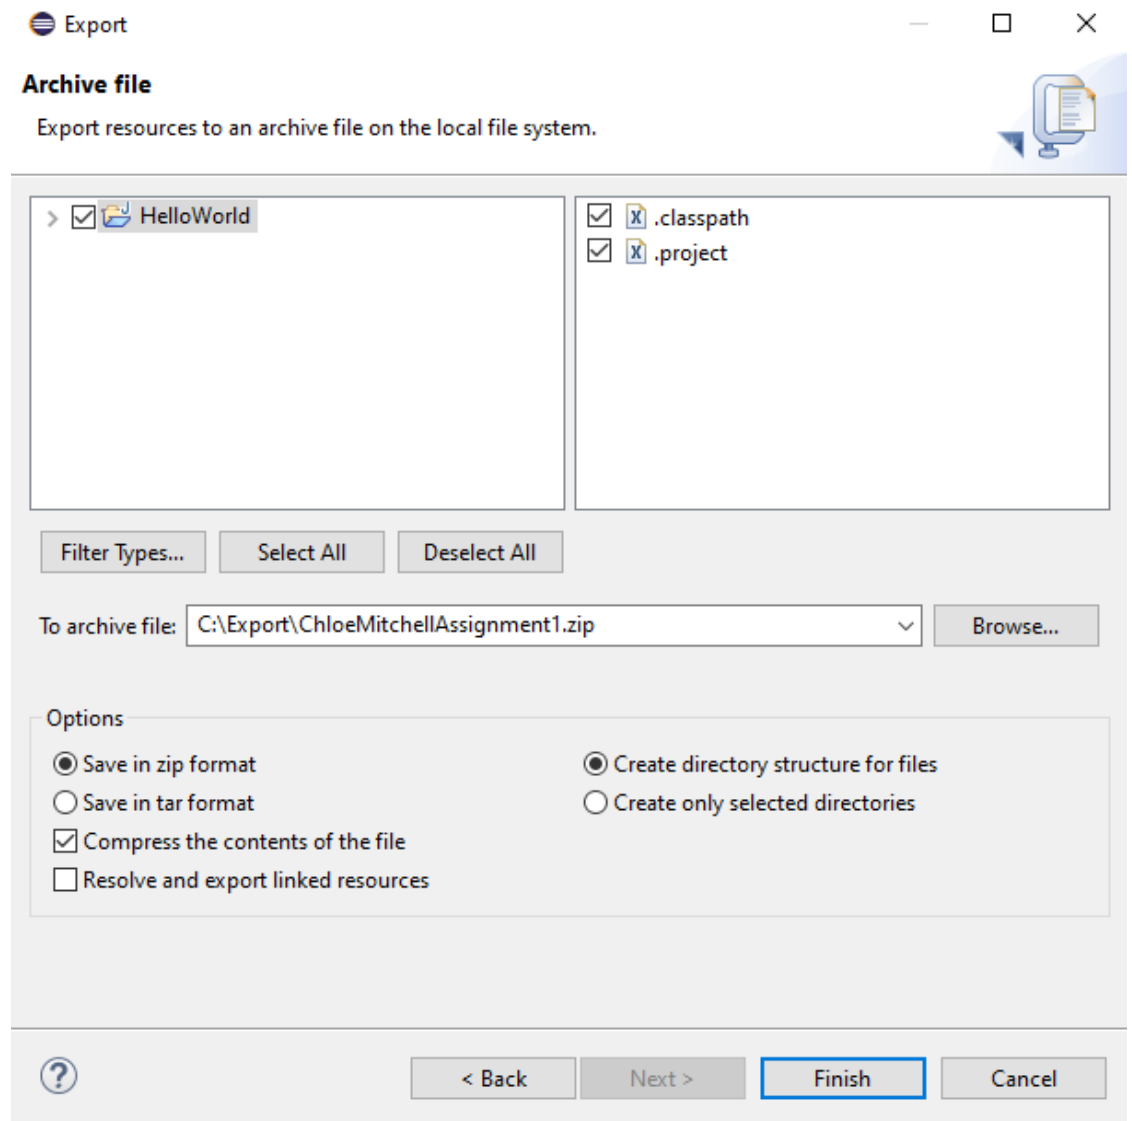 Export
Archive file
Export resources to an archive file on the local file system.
HelloWorld
.classpath
.project
Filter Types...
Select All
Deselect All
To archive file:
C:\Export\ChloeMitchellAssignment1.zip
Browse...
Options
Save in zip format
Create directory structure for files
Save in tar format
Create only selected directories
Compress the contents of the file
Resolve and export linked resources
?
< Back
Next >
Finish
Cancel